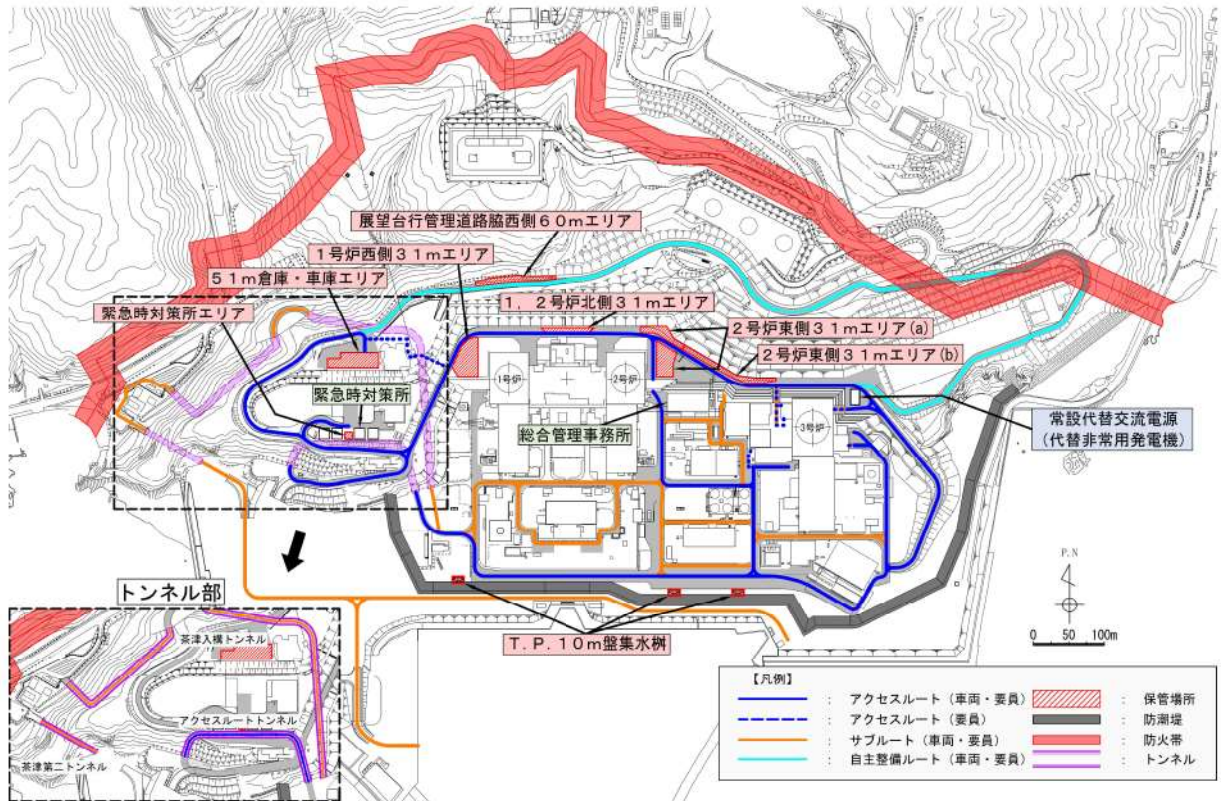 展望台行管理道路脇西側60mエリア
1号炉西側31mエリア
51m倉庫・車庫エリア
1,2号炉北側31mエリア
緊急時対策所エリア
2号炉東側31mエリア(a)
2号炉東側31mエリア(b)
1号炉
2号炉
緊急時対策所
総合管理事務所
3号炉
常設代替交流電源
(代替非常用発電機)
P.N
トンネル部
茶津入構トンネル
アクセスルートトンネル
茶津第二トンネル
T.P.10m盤集水桝
0 50 100m
【凡例】
: アクセスルート(車両・要員)
: 保管場所
: アクセスルート(要員)
: 防潮堤
: サブルート(車両・要員)
: 防火帯
: 自主整備ルート(車両・要員)
: トンネル